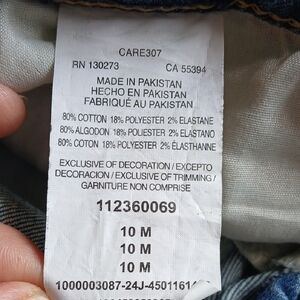 CARE307
RN 130273 CA 55394
MADE IN PAKISTAN
HECHO EN PAKISTAN
FABRIQUÉ AU PAKISTAN
80% COTTON 18% POLYESTER 2% ELASTANE
80% ALGODON 18% POLYESTER 2% ELASTANO
80% COTON 18% POLYESTER 2% ÉLASTHANNE
EXCLUSIVE OF DECORATION / EXCEPTO
DECORACION / EXCLUSIVE OF TRIMMING /
GARNITURE NON COMPRISE
112360069
10 M
10 M
10 M